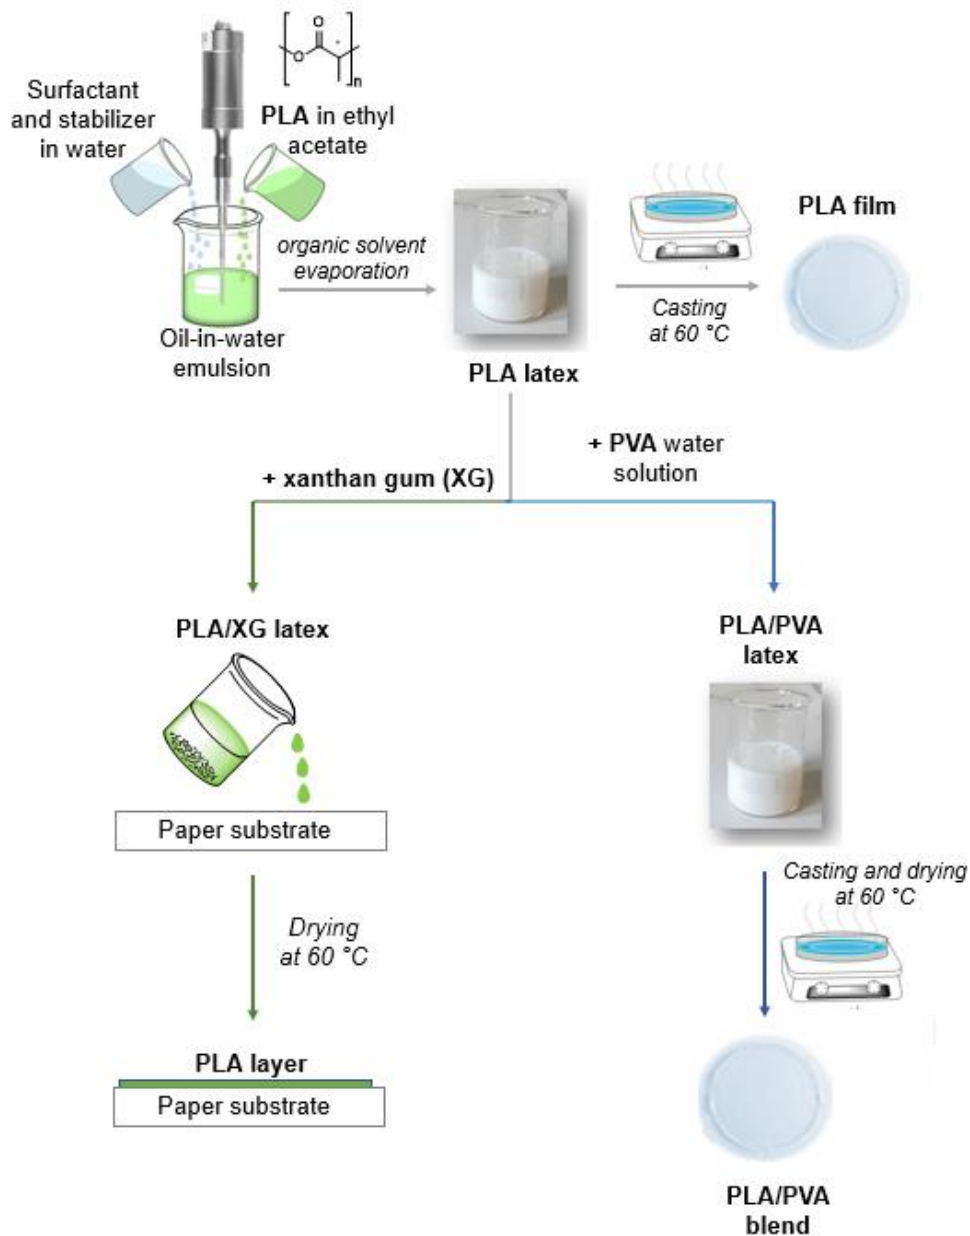 O
O
n
Surfactant
and stabilizer
in water
PLA in ethyl
acetate
organic solvent
evaporation
Oil-in-water
emulsion
PLA latex
Casting
at 60 °C
PLA film
+ xanthan gum (XG)
+ PVA water
solution
PLA/XG latex
Paper substrate
Drying
at 60 °C
PLA layer
Paper substrate
PLA/PVA
latex
Casting and drying
at 60 °C
PLA/PVA
blend